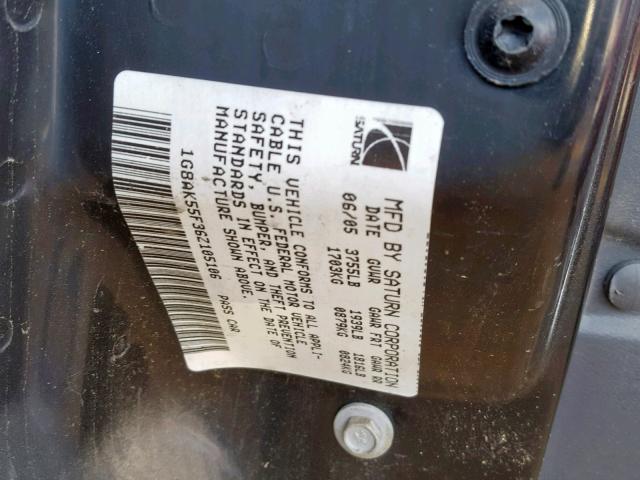 SATURN
MFD BY SATURN CORPORATION
DATE GVWR GAWR FRT GAWR RR
06/05 3755LB 1939LB 1816LB
1703KG 0879KG 0824KG
THIS VEHICLE CONFORMS TO ALL APPLI-
CABLE U.S. FEDERAL MOTOR VEHICLE
SAFETY, BUMPER, AND THEFT PREVENTION
STANDARDS IN EFFECT ON THE DATE OF
MANUFACTURE SHOWN ABOVE.
PASS CAR
1G8AK55F36Z105106